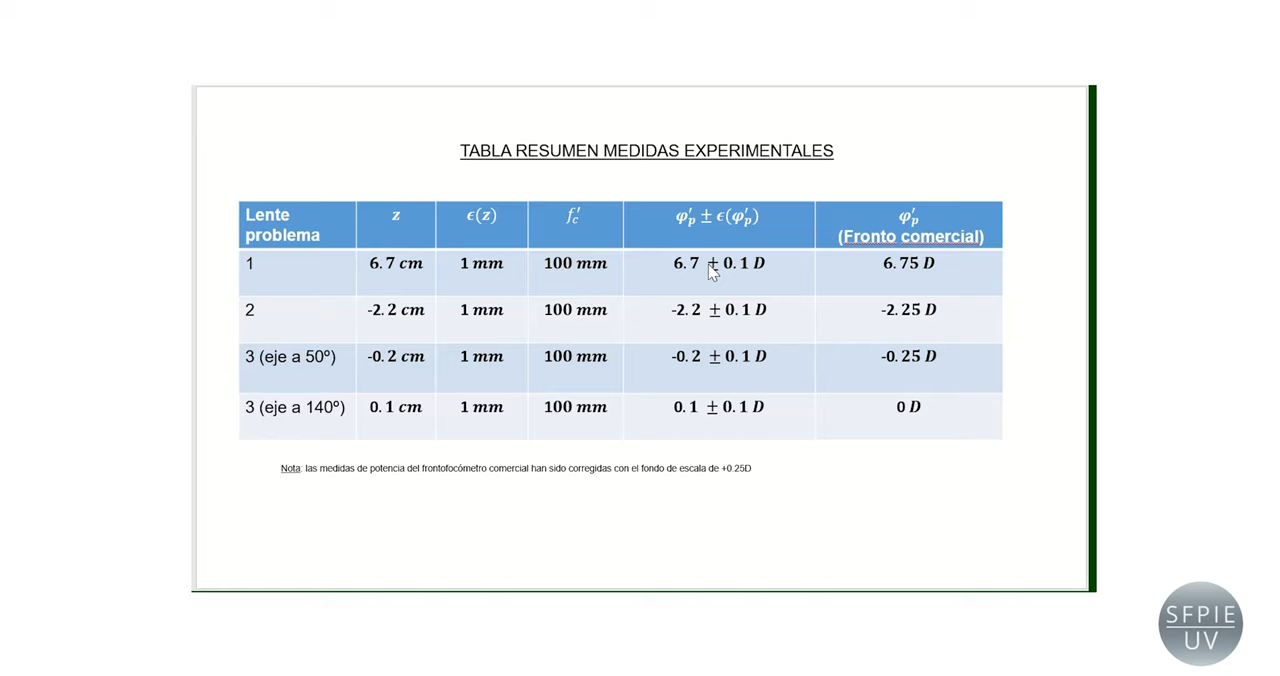 TABLA RESUMEN MEDIDAS EXPERIMENTALES
Lente problema z ϵ(z) f′c φ′p ± ϵ(φ′p) φ′p (Fronto comercial)
1 6.7 cm 1 mm 100 mm 6.7 ± 0.1 D 6.75 D
2 -2.2 cm 1 mm 100 mm -2.2 ± 0.1 D -2.25 D
3 (eje a 50º) -0.2 cm 1 mm 100 mm -0.2 ± 0.1 D -0.25 D
3 (eje a 140º) 0.1 cm 1 mm 100 mm 0.1 ± 0.1 D 0 D
Nota: las medidas de potencia del frontofocómetro comercial han sido corregidas con el fondo de escala de +0.25D
SFPIE
UV